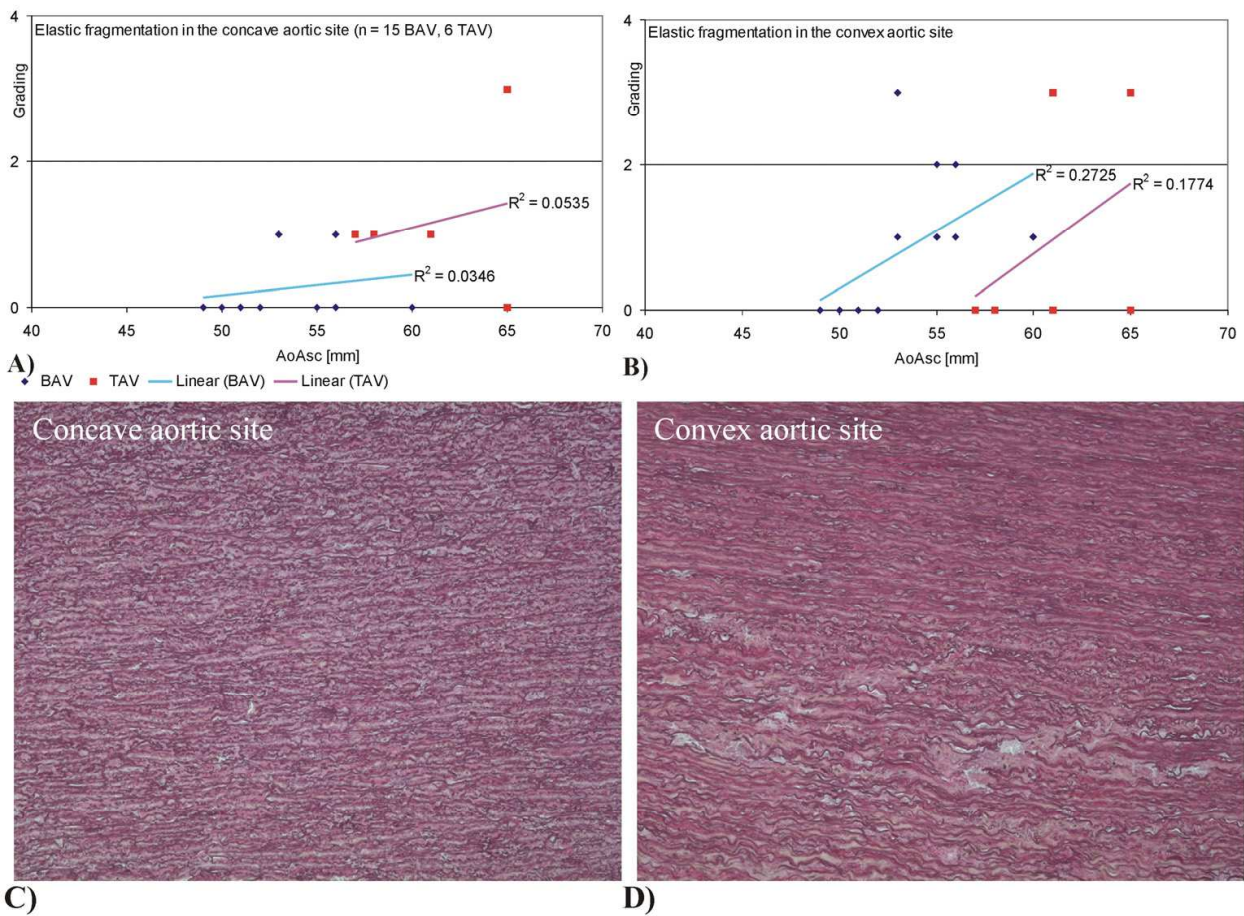 Elastic fragmentation in the concave aortic site (n = 15 BAV, 6 TAV)
Grading
4
2
0
R² = 0.0535
R² = 0.0346
40 45 50 55 60 65 70
AoAsc [mm]
A)
BAV TAV Linear (BAV) Linear (TAV)
Elastic fragmentation in the convex aortic site
Grading
4
2
0
R² = 0.2725
R² = 0.1774
40 45 50 55 60 65 70
AoAsc [mm]
B)
Concave aortic site
C)
Convex aortic site
D)